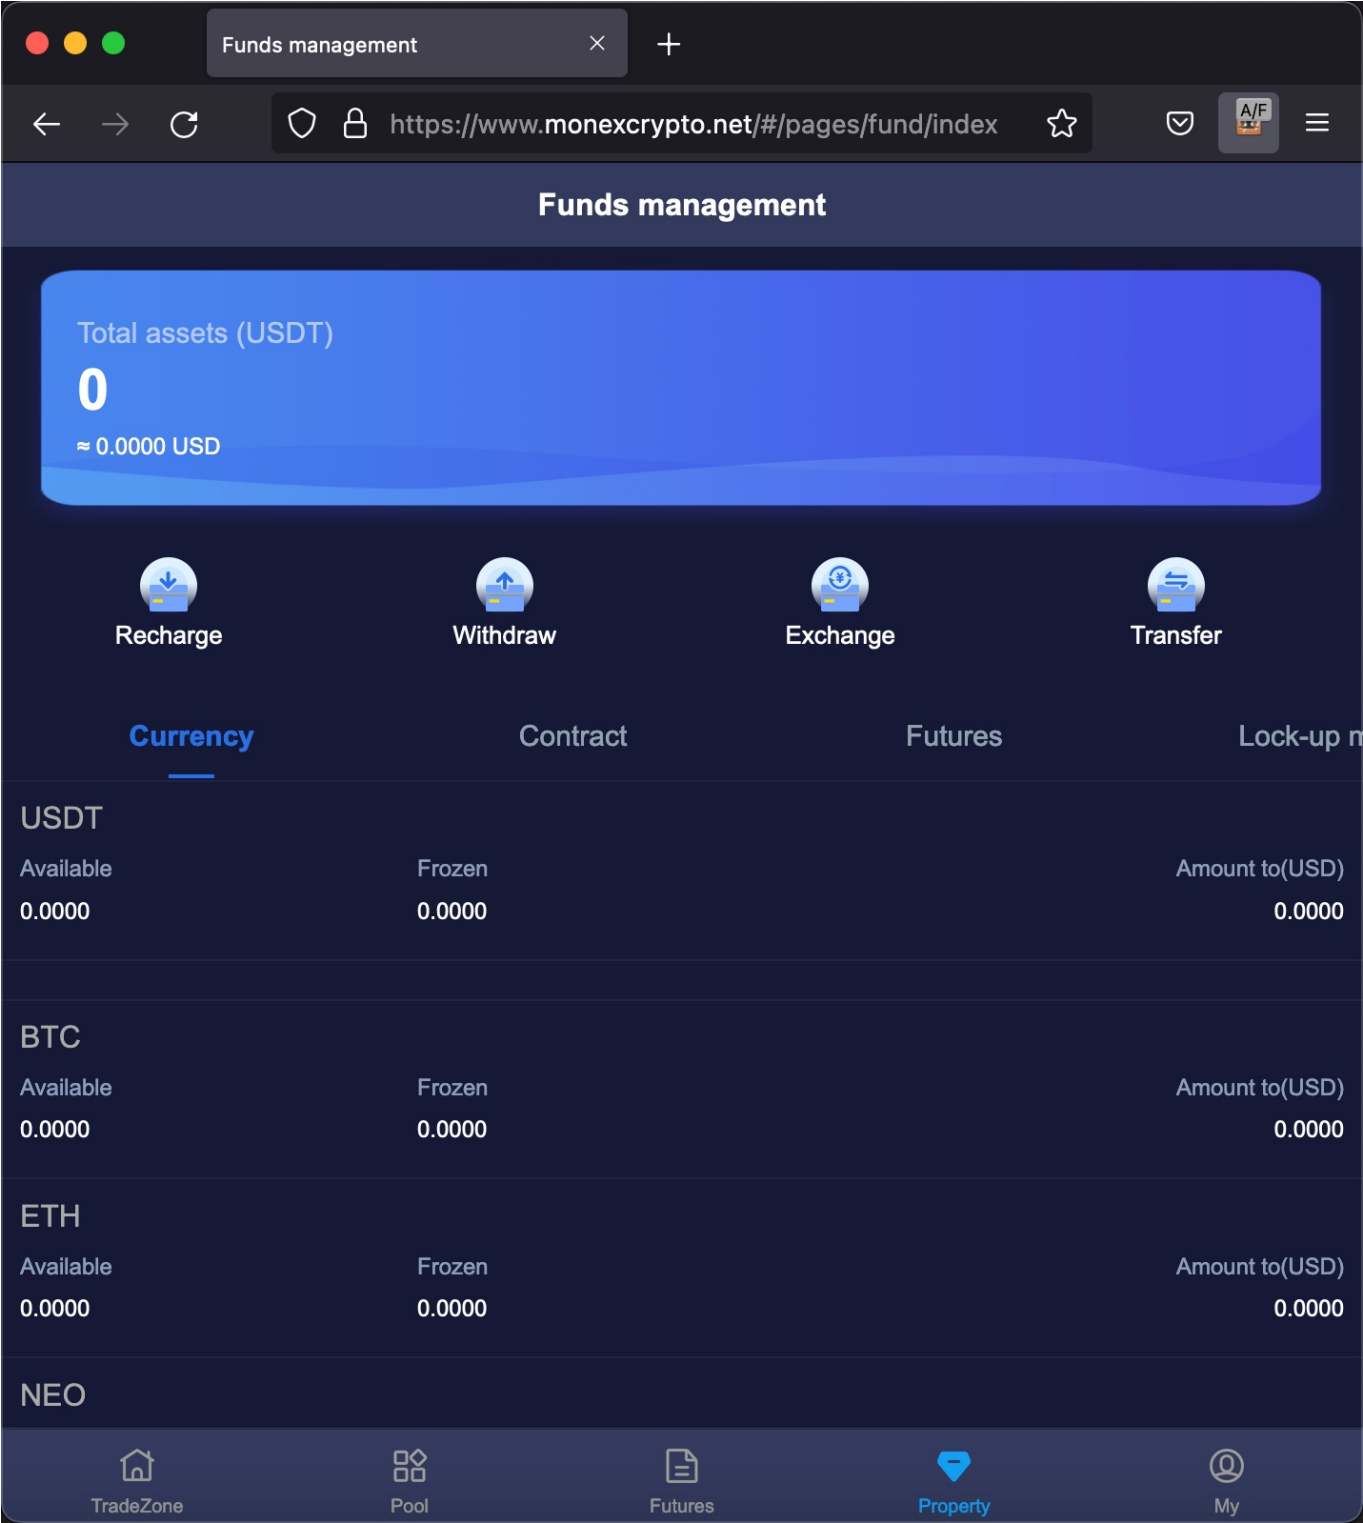 Funds management
https://www.monexcrypto.net/#/pages/fund/index
A/F
Funds management
Total assets (USDT)
0
≈ 0.0000 USD
¥
Recharge Withdraw Exchange Transfer
Currency Contract Futures Lock-up m
USDT
Available Frozen Amount to(USD)
0.0000 0.0000 0.0000
BTC
Available Frozen Amount to(USD)
0.0000 0.0000 0.0000
ETH
Available Frozen Amount to(USD)
0.0000 0.0000 0.0000
NEO
TradeZone Pool Futures Property My